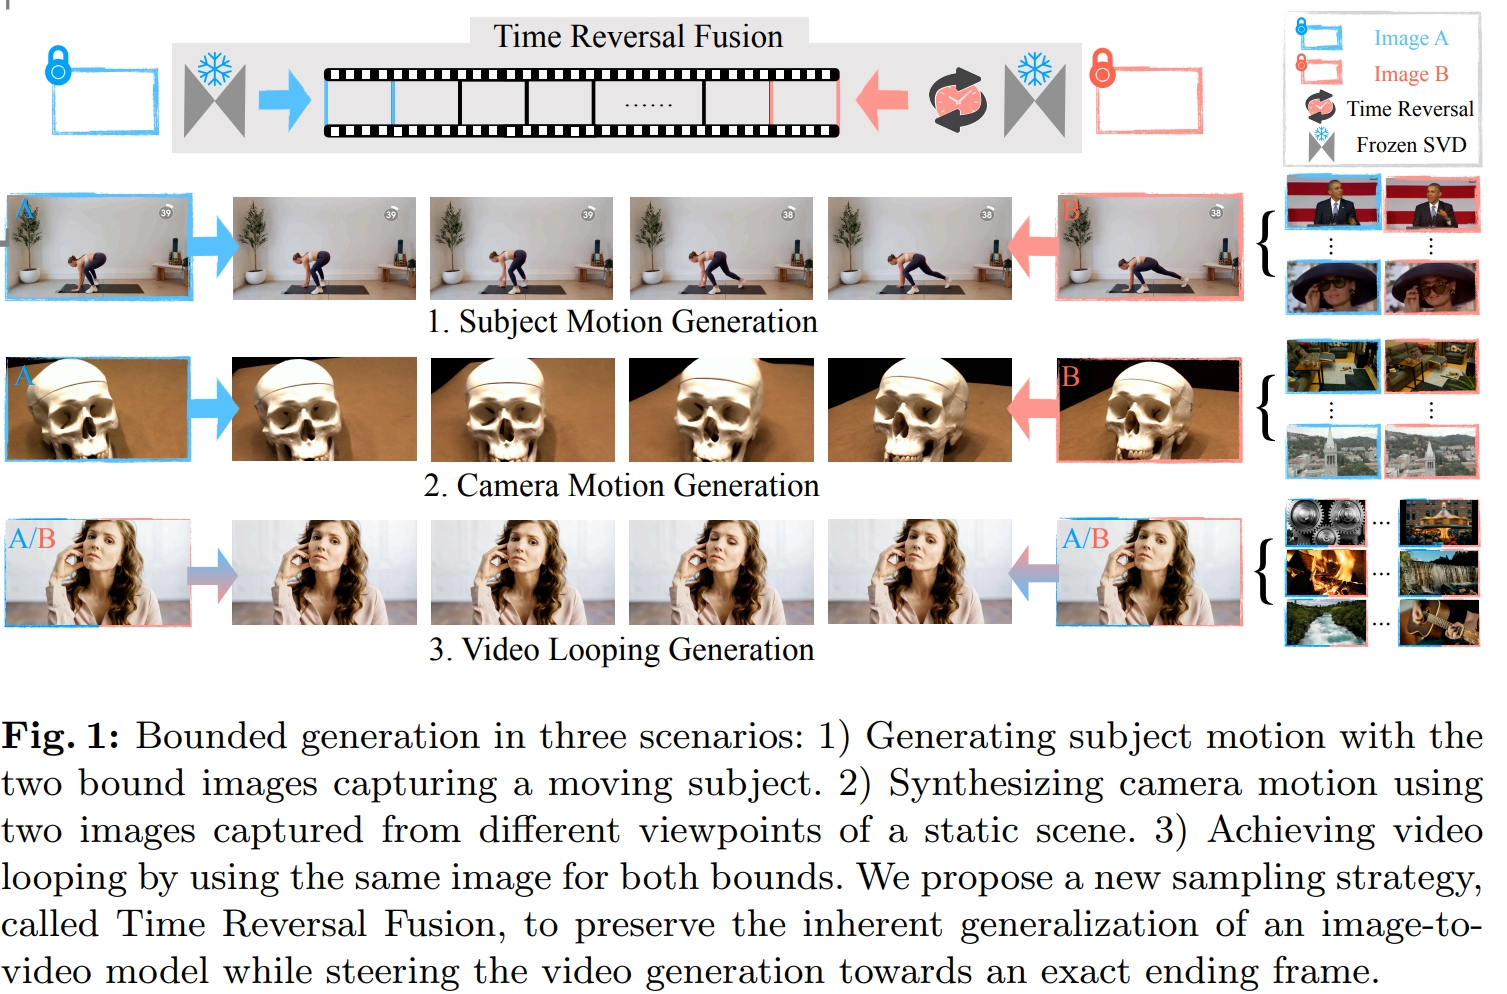 Time Reversal Fusion
......
Image A
Image B
Time Reversal
Frozen SVD
A
39
39
39
38
38
B
38
1. Subject Motion Generation
A
B
2. Camera Motion Generation
A/B
A/B
3. Video Looping Generation
Fig. 1: Bounded generation in three scenarios: 1) Generating subject motion with the
two bound images capturing a moving subject. 2) Synthesizing camera motion using
two images captured from different viewpoints of a static scene. 3) Achieving video
looping by using the same image for both bounds. We propose a new sampling strategy,
called Time Reversal Fusion, to preserve the inherent generalization of an image-to-
video model while steering the video generation towards an exact ending frame.